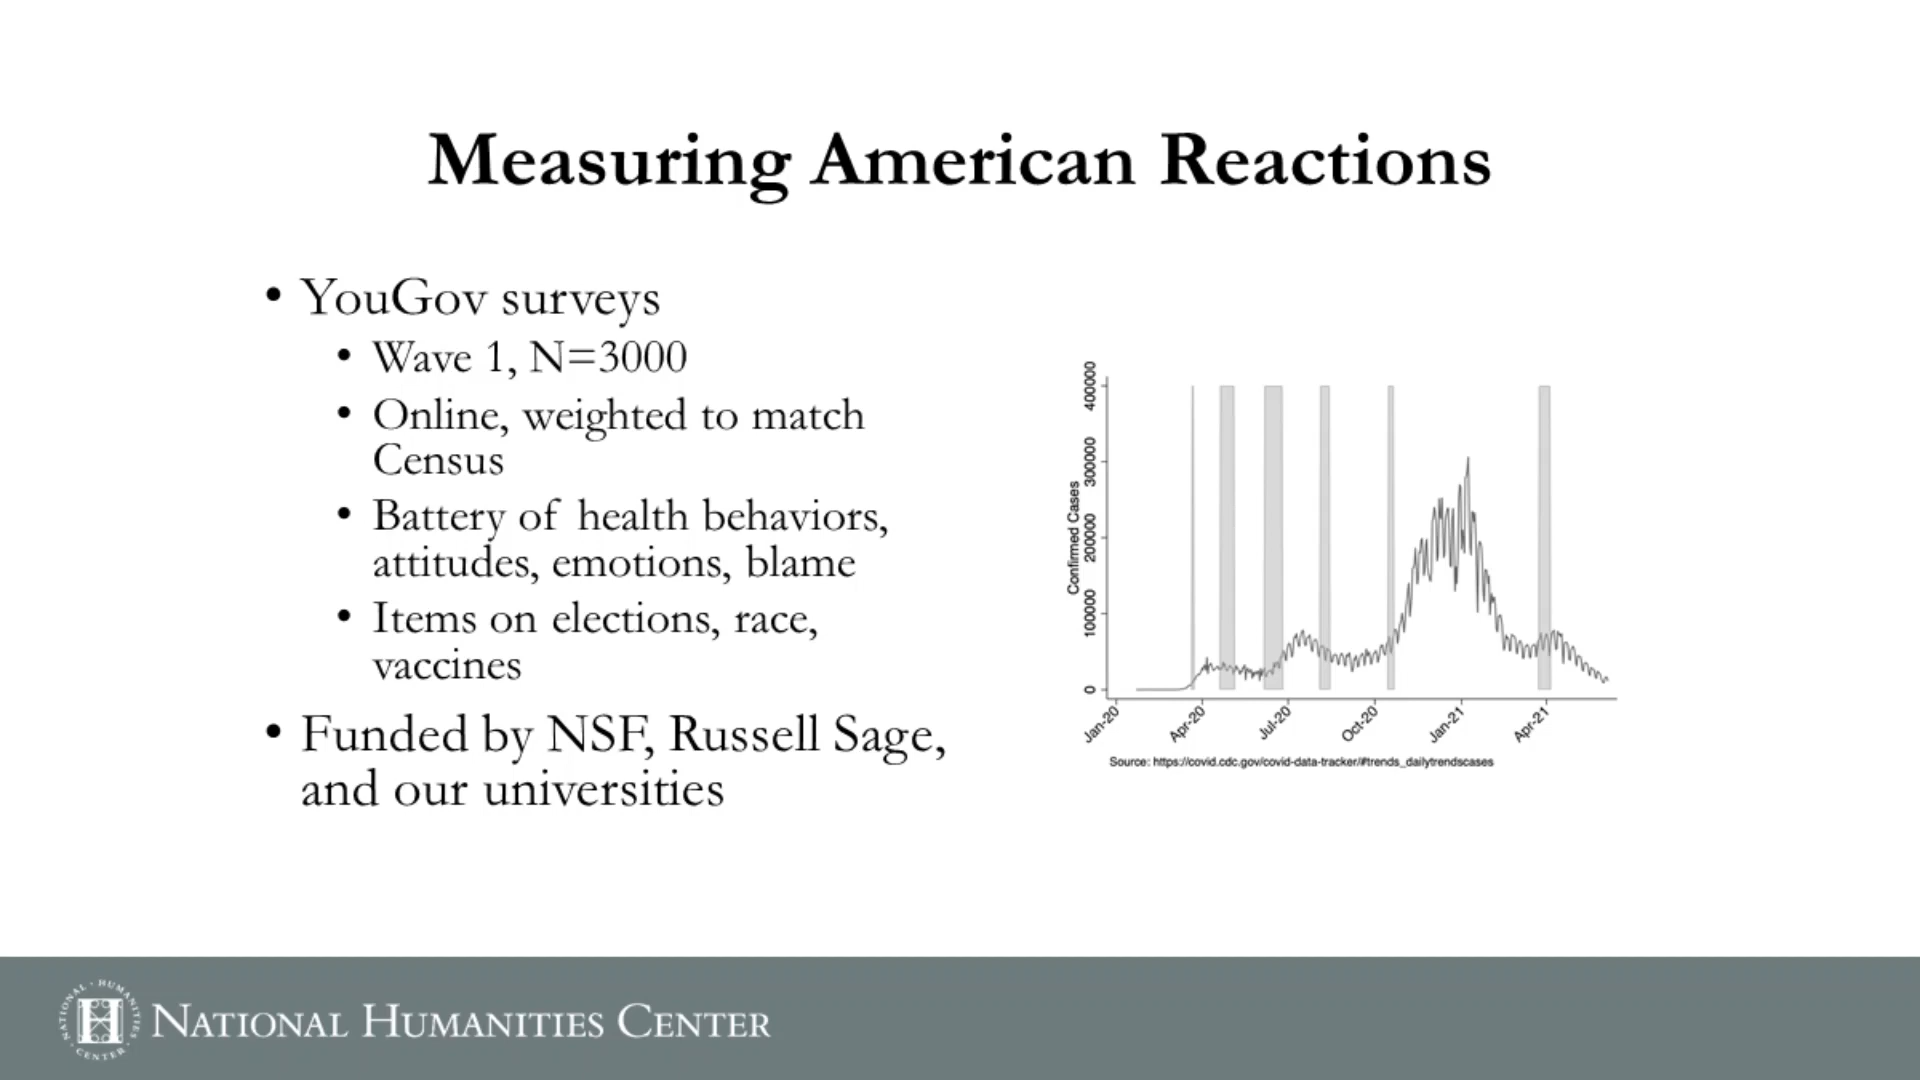 Measuring American Reactions
• YouGov surveys
• Wave 1, N=3000
• Online, weighted to match
Census
• Battery of health behaviors,
attitudes, emotions, blame
• Items on elections, race,
vaccines
• Funded by NSF, Russell Sage,
and our universities
Confirmed Cases
400000
300000
200000
100000
0
Jan-20
Apr-20
Jul-20
Oct-20
Jan-21
Apr-21
Source: https://covid.cdc.gov/covid-data-tracker/#trends_dailytrendscases
NATIONAL · HUMANITIES · CENTER ·
H
NATIONAL HUMANITIES CENTER